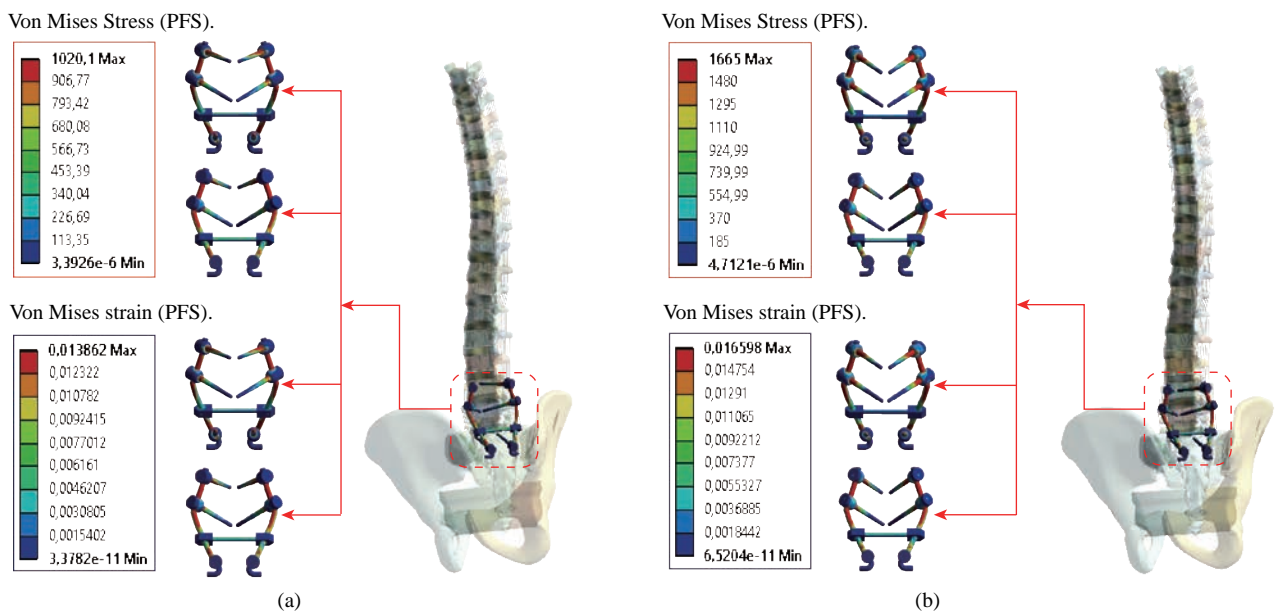 Von Mises Stress (PFS).
1020,1 Max
906,77
793,42
680,08
566,73
453,39
340,04
226,69
113,35
3,3926e-6 Min
Von Mises strain (PFS).
0,013862 Max
0,012322
0,010782
0,0092415
0,0077012
0,006161
0,0046207
0,0030805
0,0015402
3,3782e-11 Min
(a)
Von Mises Stress (PFS).
1665 Max
1480
1295
1110
924,99
739,99
554,99
370
185
4,7121e-6 Min
Von Mises strain (PFS).
0,016598 Max
0,014754
0,01291
0,011065
0,0092212
0,007377
0,0055327
0,0036885
0,0018442
6,5204e-11 Min
(b)